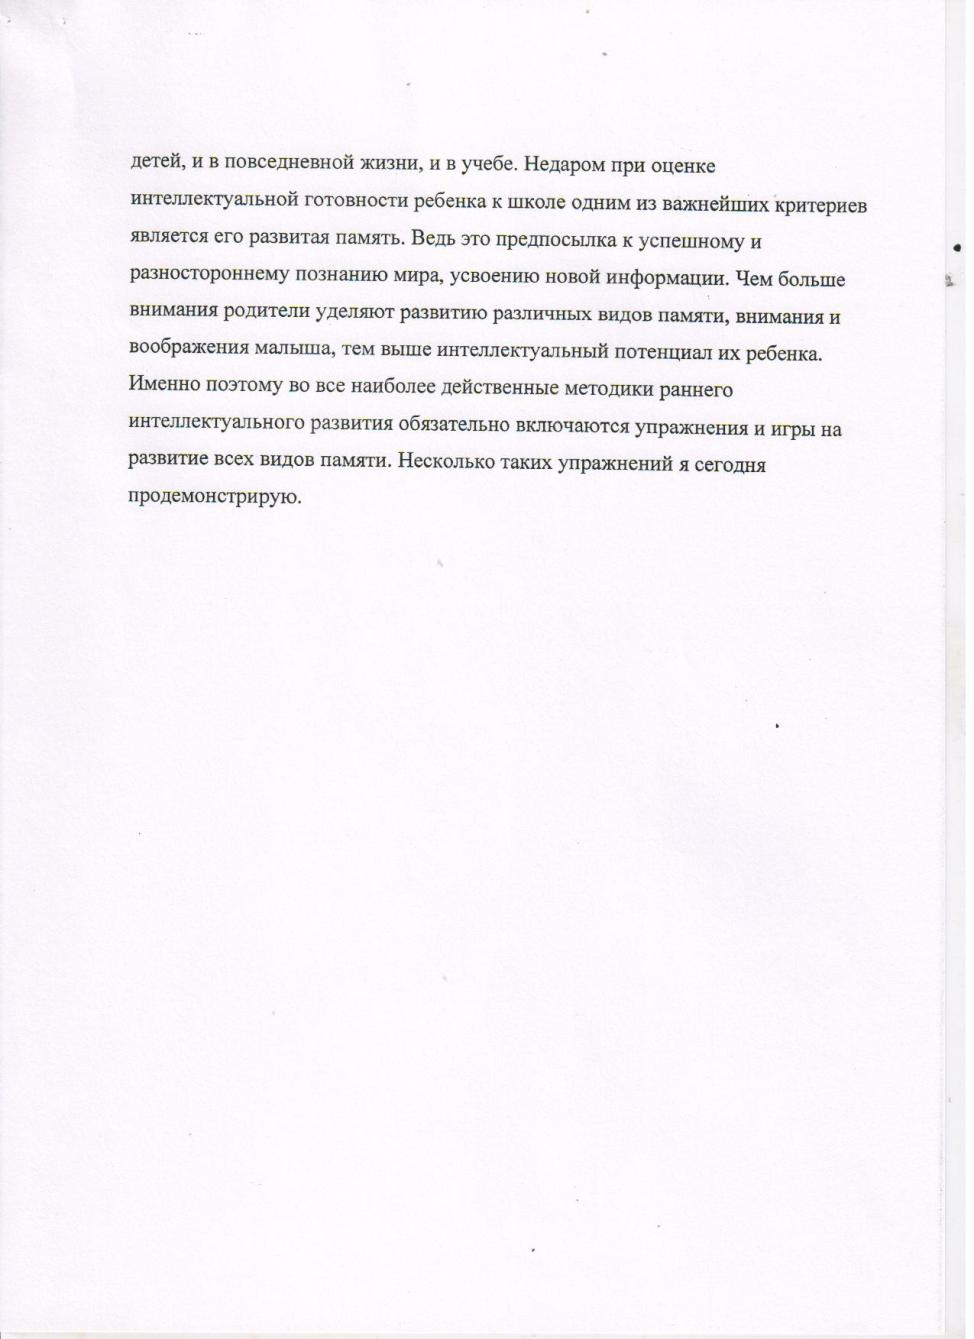 детей, и в повседневной жизни, и в учебе. Недаром при оценке
интеллектуальной готовности ребенка к школе одним из важнейших критериев
является его развитая память. Ведь это предпосылка к успешному и
разностороннему познанию мира, усвоению новой информации. Чем больше
внимания родители уделяют развитию различных видов памяти, внимания и
воображения малыша, тем выше интеллектуальный потенциал их ребенка.
Именно поэтому во все наиболее действенные методики раннего
интеллектуального развития обязательно включаются упражнения и игры на
развитие всех видов памяти. Несколько таких упражнений я сегодня
продемонстрирую.